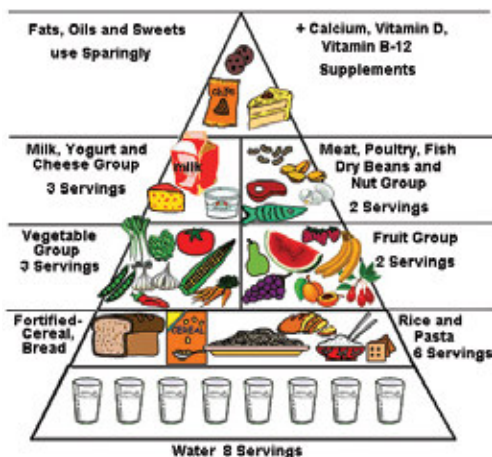 Fats, Oils and Sweets
use Sparingly
+ Calcium, Vitamin D,
Vitamin B-12
Supplements
chips
Milk, Yogurt and
Cheese Group
3 Servings
milk
Meat, Poultry, Fish
Dry Beans and
Nut Group
2 Servings
Vegetable
Group
3 Servings
Fruit Group
2 Servings
Fortified-
Cereal,
Bread
CEREAL
Rice and
Pasta
6 Servings
Water 8 Servings